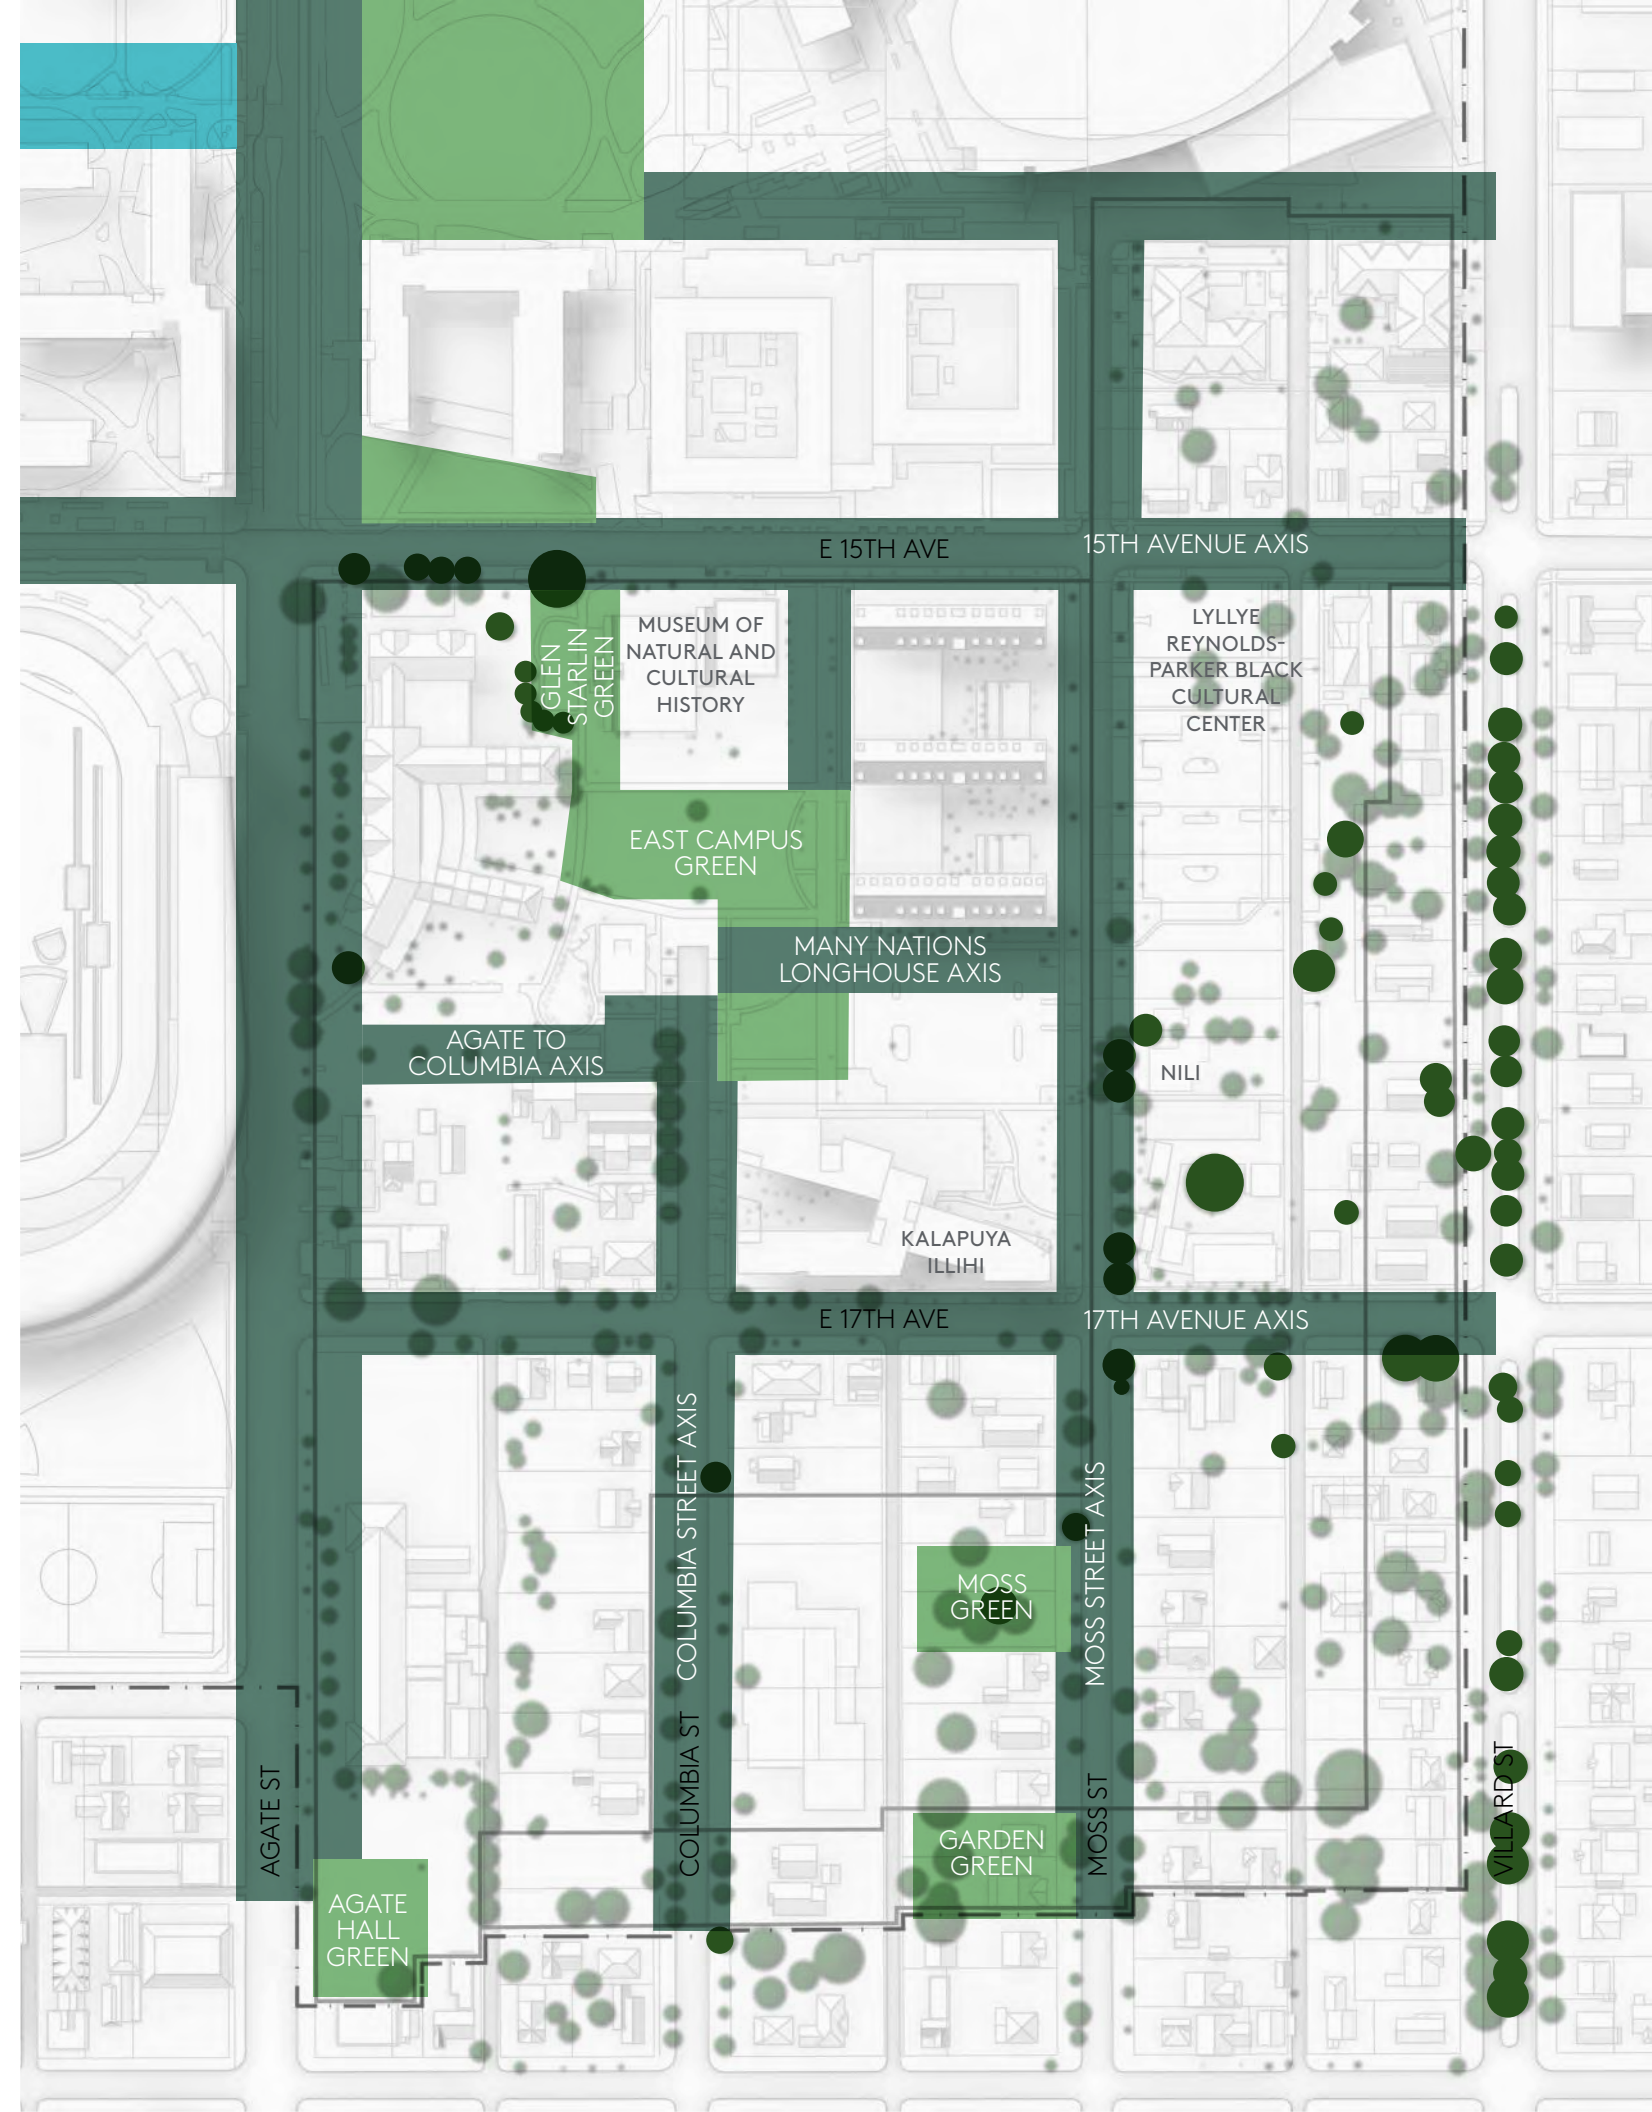 E 15TH AVE
15TH AVENUE AXIS
GLEN
STARLIN
GREEN
MUSEUM OF
NATURAL AND
CULTURAL
HISTORY
LYLLYE
REYNOLDS-
PARKER BLACK
CULTURAL
CENTER
EAST CAMPUS
GREEN
MANY NATIONS
LONGHOUSE AXIS
AGATE TO
COLUMBIA AXIS
NILI
KALAPUYA
ILLIHI
E 17TH AVE
17TH AVENUE AXIS
COLUMBIA STREET AXIS
MOSS STREET AXIS
MOSS
GREEN
AGATE ST
COLUMBIA ST
MOSS ST
VILLARD ST
GARDEN
GREEN
AGATE
HALL
GREEN